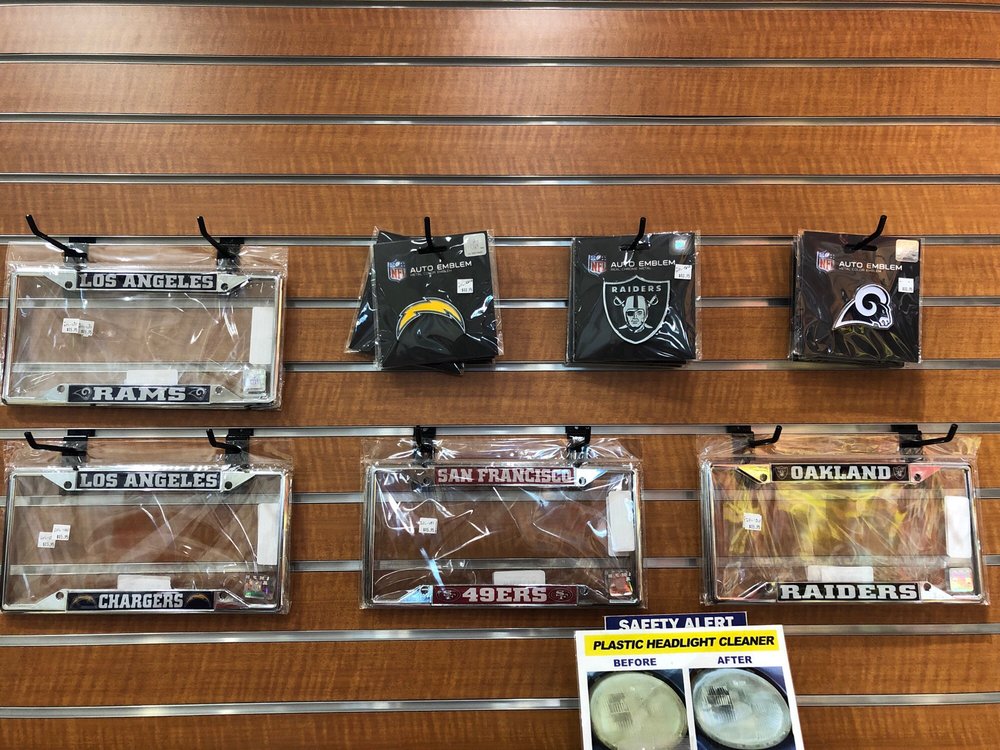 LOS ANGELES
RAMS
NFL AUTO EMBLEM
NFL AUTO EMBLEM
RAIDERS
NFL AUTO EMBLEM
LOS ANGELES
CHARGERS
SAN FRANCISCO
49ERS
OAKLAND
RAIDERS
SAFETY ALERT
PLASTIC HEADLIGHT CLEANER
BEFORE AFTER